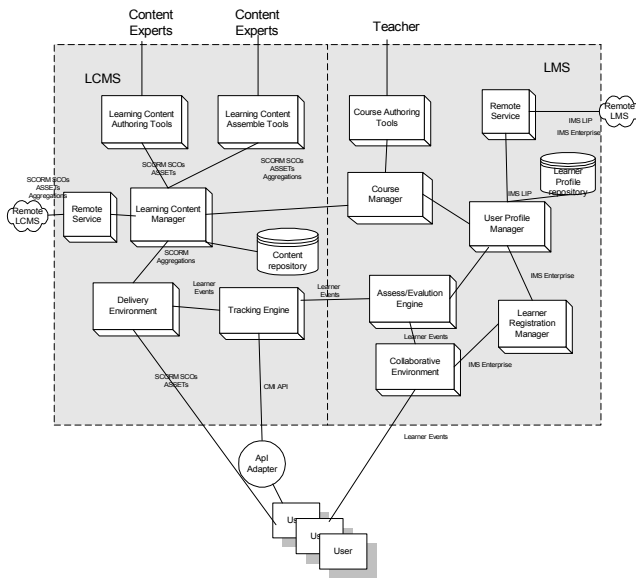 Content
Experts
Content
Experts
Teacher
LCMS
LMS
Learning Content
Authoring Tools
Learning Content
Assemble Tools
Course Authoring
Tools
Remote
Service
IMS LIP
IMS Enterprise
Remote
LMS
SCORM SCOs
ASSETs
SCORM SCOs
ASSETs
Aggregations
Learner
Profile
repository
SCORM SCOs
ASSETs
Aggregations
Remote
LCMS
Remote
Service
Learning Content
Manager
Course
Manager
IMS LIP
User Profile
Manager
SCORM
Aggregations
Content
repository
IMS Enterprise
Delivery
Environment
Learner
Events
Tracking Engine
Learner
Events
Assess/Evalution
Engine
Learner
Registration
Manager
Learner Events
Collaborative
Environment
IMS Enterprise
SCORM SCOs
ASSETs
CMI API
Learner Events
ApI
Adapter
Us
Us
User